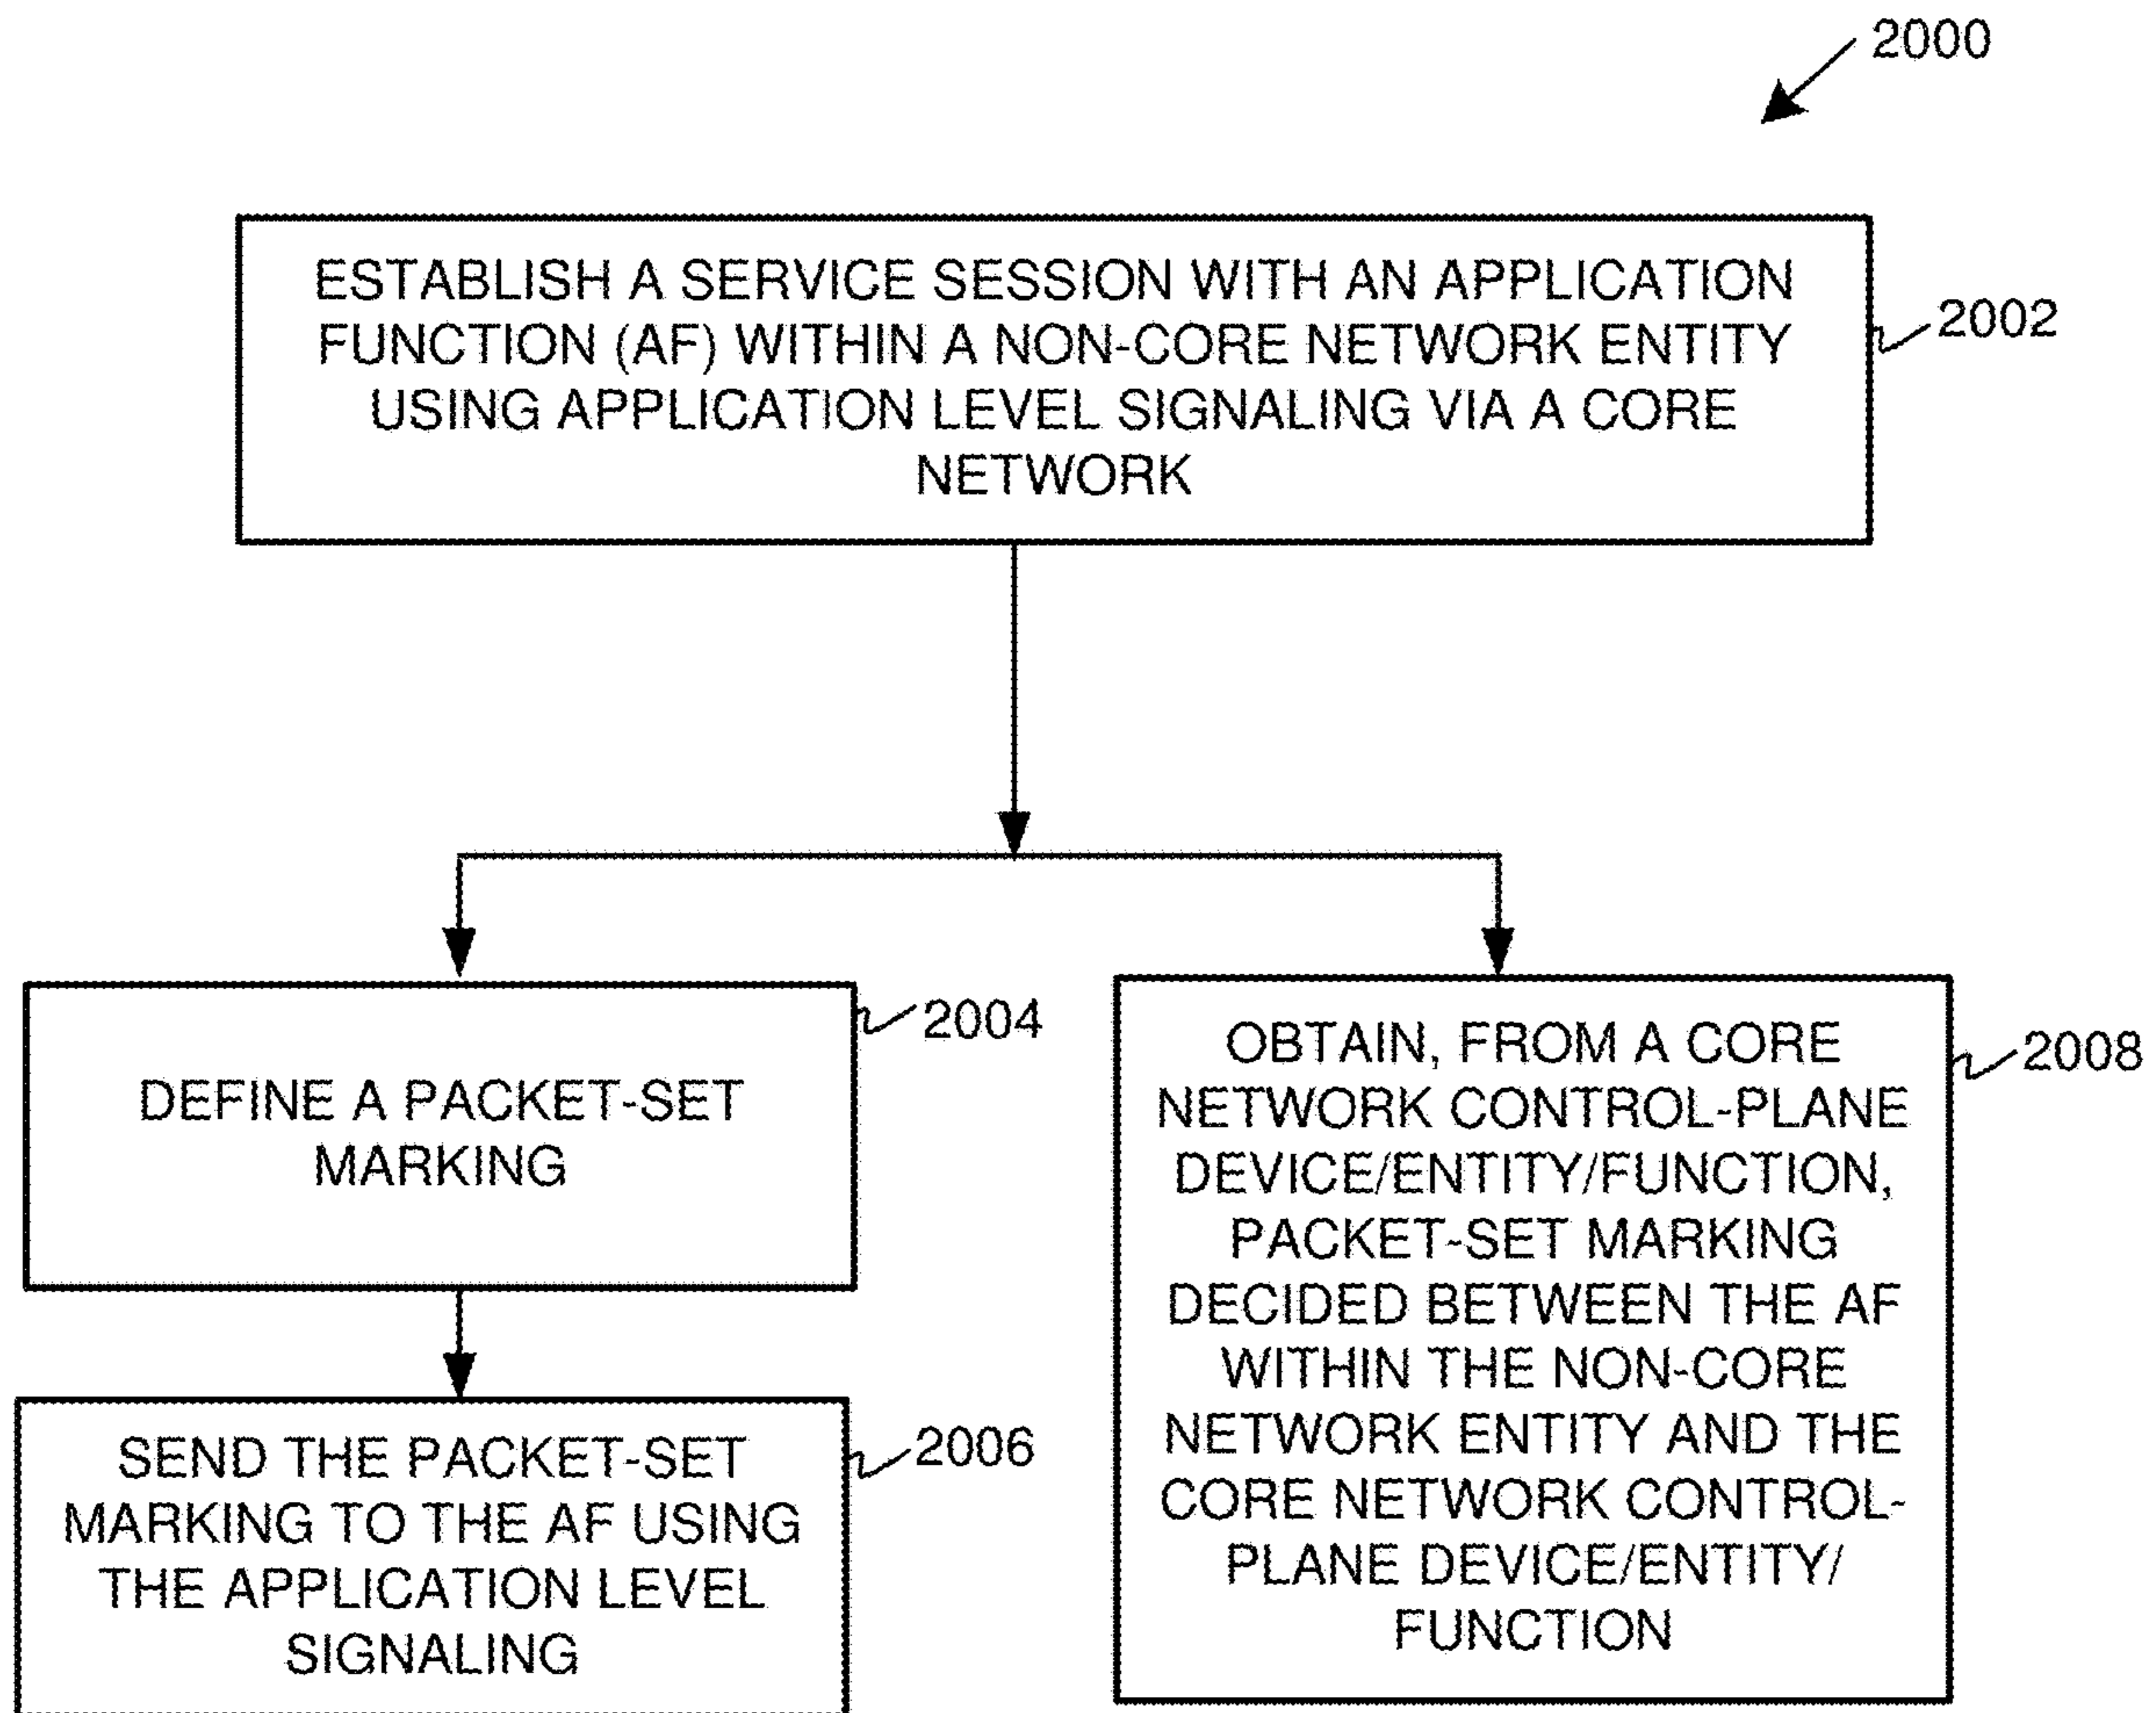 2000
ESTABLISH A SERVICE SESSION WITH AN APPLICATION
FUNCTION (AF) WITHIN A NON-CORE NETWORK ENTITY
USING APPLICATION LEVEL SIGNALING VIA A CORE
NETWORK
2002
DEFINE A PACKET-SET
MARKING
2004
SEND THE PACKET-SET
MARKING TO THE AF USING
THE APPLICATION LEVEL
SIGNALING
2006
OBTAIN, FROM A CORE
NETWORK CONTROL-PLANE
DEVICE/ENTITY/FUNCTION,
PACKET-SET MARKING
DECIDED BETWEEN THE AF
WITHIN THE NON-CORE
NETWORK ENTITY AND THE
CORE NETWORK CONTROL-
PLANE DEVICE/ENTITY/
FUNCTION
2008